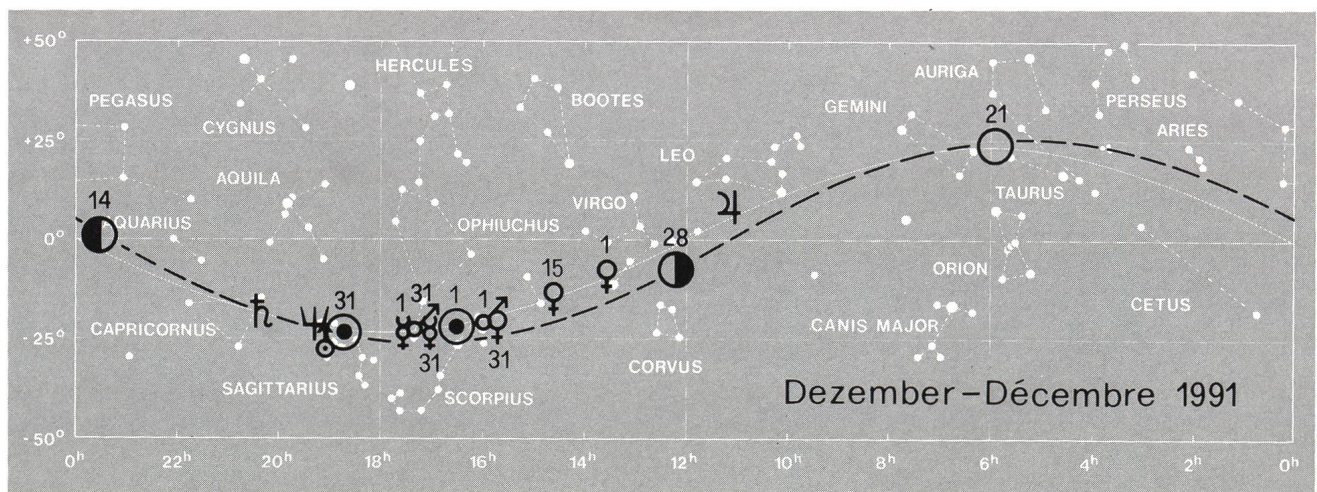 +50°
HERCULES
AURIGA
PEGASUS
BOOTES
GEMINI
PERSEUS
21
CYGNUS
ARIES
+25°
LEO
AQUILA
TAURUS
14
VIRGO
QUARIUS
OPHIUCHUS
0°
28
1
15
ORION
31
1 31 1 1
CETUS
CAPRICORNUS
CANIS MAJOR
-25°
31 31
CORVUS
SAGITTARIUS
SCORPIUS
Dezember–Décembre 1991
-50°
0h 22h 20h 18h 16h 14h 12h 10h 8h 6h 4h 2h 0h